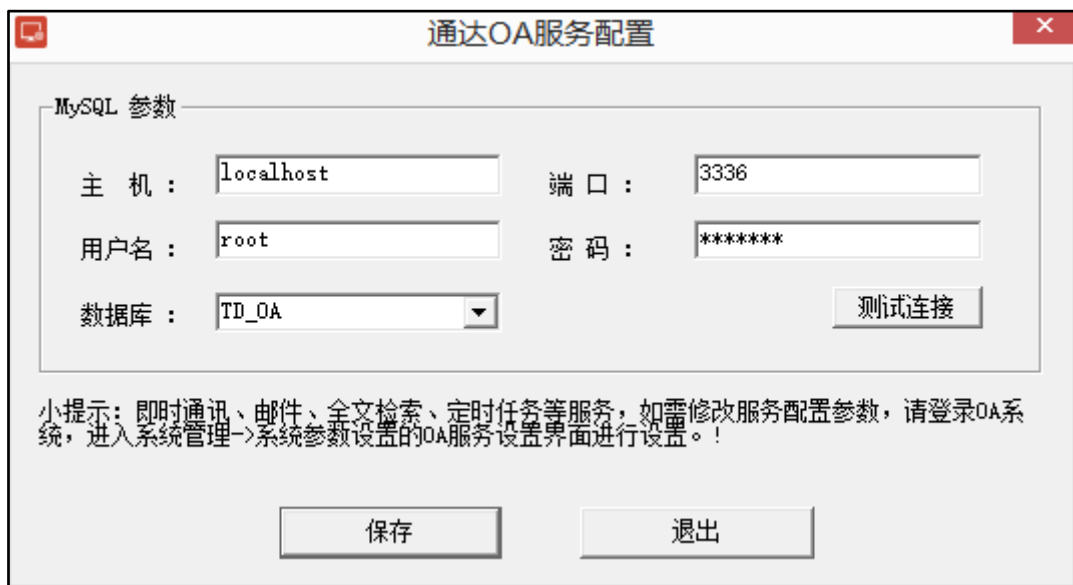 通达OA服务配置
MySQL 参数
主 机 : localhost 端 口 : 3336
用户名 : root 密 码 : *******
数据库 : TD_OA 测试连接
小提示: 即时通讯、邮件、全文检索、定时任务等服务, 如需修改服务配置参数, 请登录OA系
统, 进入系统管理->系统参数设置的OA服务设置界面进行设置。!
保存 退出